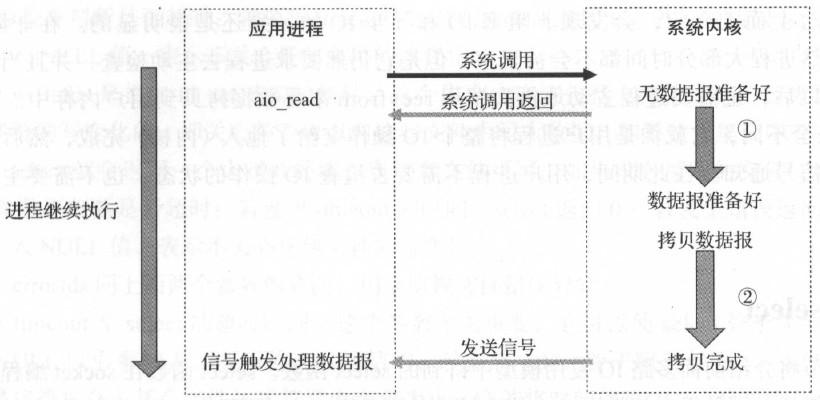 应用进程
系统内核
系统调用
无数据报准备好
aio_read
系统调用返回
①
进程继续执行
数据报准备好
拷贝数据报
②
发送信号
信号触发处理数据报
拷贝完成